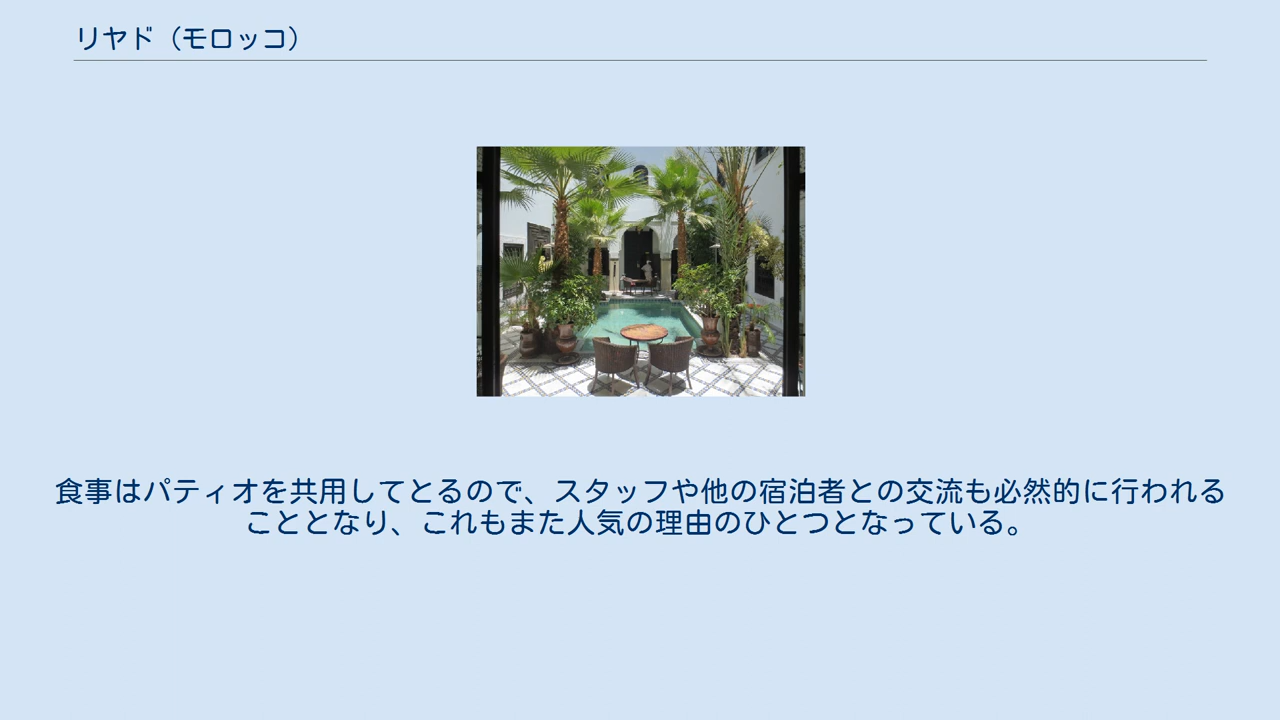 リヤド（モロッコ）
食事はパティオを共用してとるので、スタッフや他の宿泊者との交流も必然的に行われる
こととなり、これもまた人気の理由のひとつとなっている。